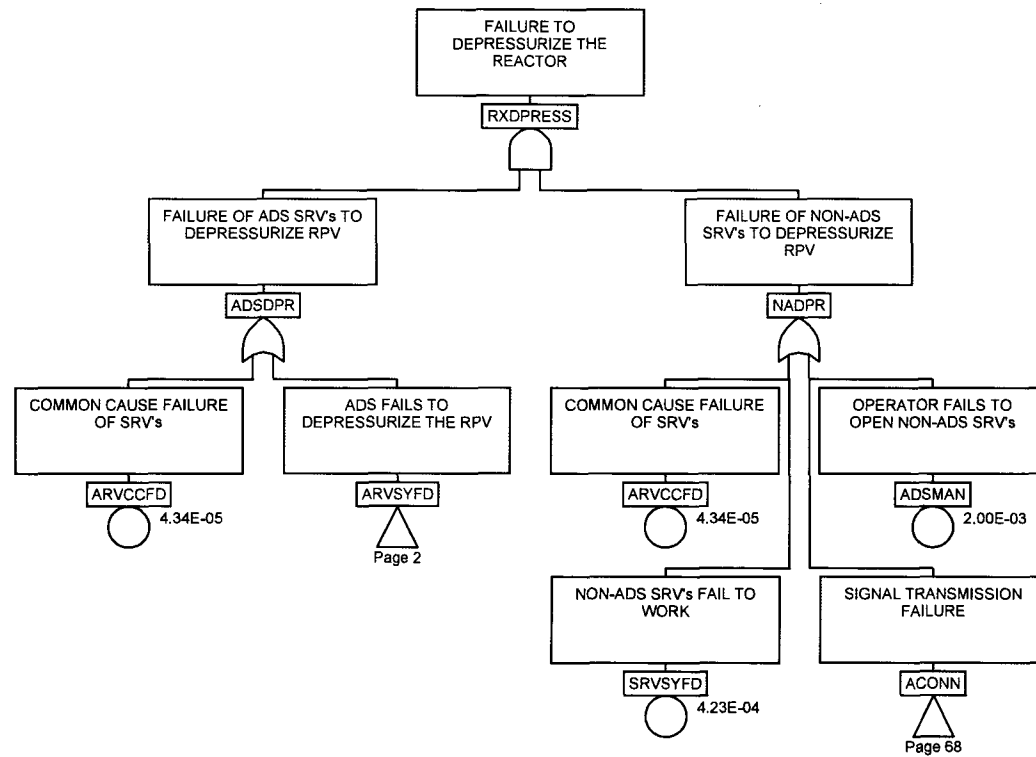 FAILURE TO
DEPRESSURIZE THE
REACTOR
RXDPRESS
FAILURE OF ADS SRV's TO
DEPRESSURIZE RPV
ADSDPR
FAILURE OF NON-ADS
SRV's TO DEPRESSURIZE
RPV
NADPR
COMMON CAUSE FAILURE
OF SRV's
ARVCCFD
4.34E-05
ADS FAILS TO
DEPRESSURIZE THE RPV
ARVSYFD
Page 2
COMMON CAUSE FAILURE
OF SRV's
ARVCCFD
4.34E-05
OPERATOR FAILS TO
OPEN NON-ADS SRV's
ADSMAN
2.00E-03
NON-ADS SRV's FAIL TO
WORK
SRVSYFD
4.23E-04
SIGNAL TRANSMISSION
FAILURE
ACONN
Page 68